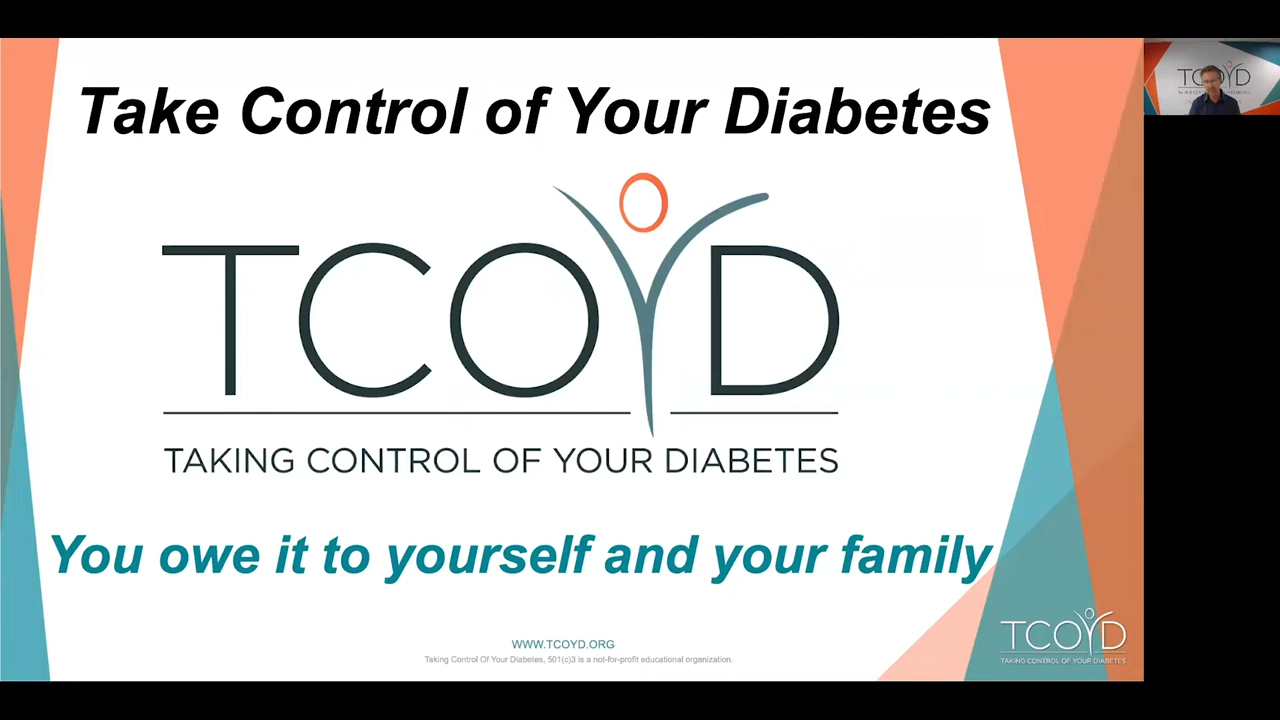 Take Control of Your Diabetes
TCOYD
TAKING CONTROL OF YOUR DIABETES
You owe it to yourself and your family
WWW.TCOYD.ORG
Taking Control Of Your Diabetes, 501(c)3 is a not-for-profit educational organization.
TCOYD
TAKING CONTROL OF YOUR DIABETES
TCOYD